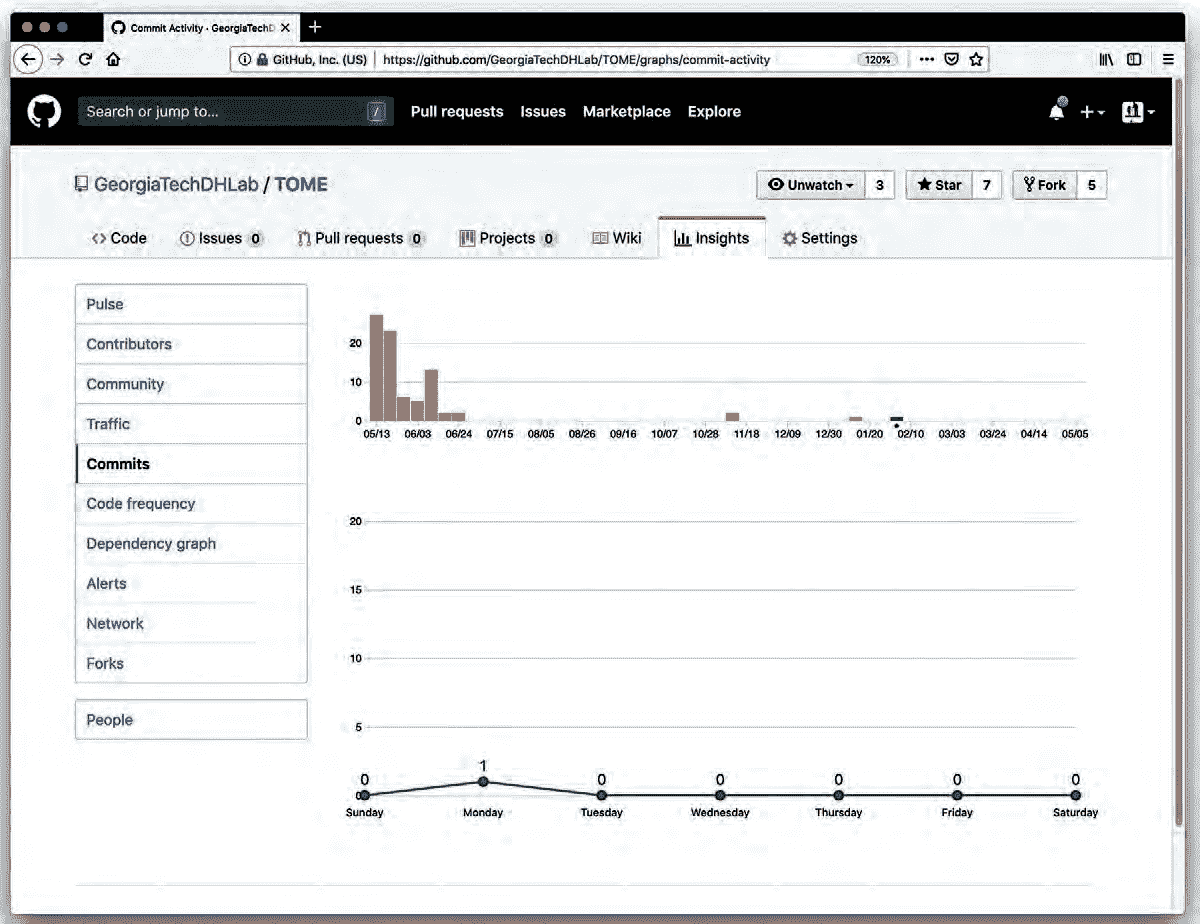 Commit Activity · GeorgiaTechD
GitHub, Inc. (US) https://github.com/GeorgiaTechDHLab/TOME/graphs/commit-activity 120%
Search or jump to... / Pull requests Issues Marketplace Explore
GeorgiaTechDHLab / TOME
Unwatch 3 Star 7 Fork 5
Code Issues 0 Pull requests 0 Projects 0 Wiki Insights Settings
Pulse
Contributors
Community
Traffic
Commits
Code frequency
Dependency graph
Alerts
Network
Forks
People
20
10
0
05/13 06/03 06/24 07/15 08/05 08/26 09/16 10/07 10/28 11/18 12/09 12/30 01/20 02/10 03/03 03/24 04/14 05/05
20
15
10
5
0
0 1 0 0 0 0 0
Sunday Monday Tuesday Wednesday Thursday Friday Saturday